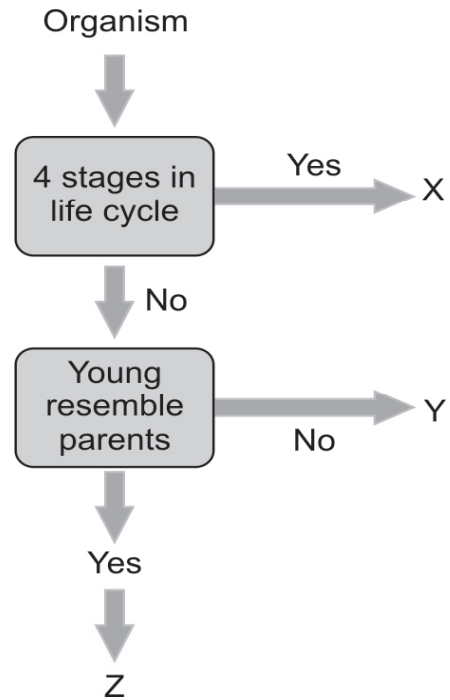 Organism
4 stages in
life cycle
Yes
X
No
Young
resemble
parents
Y
No
Yes
Z